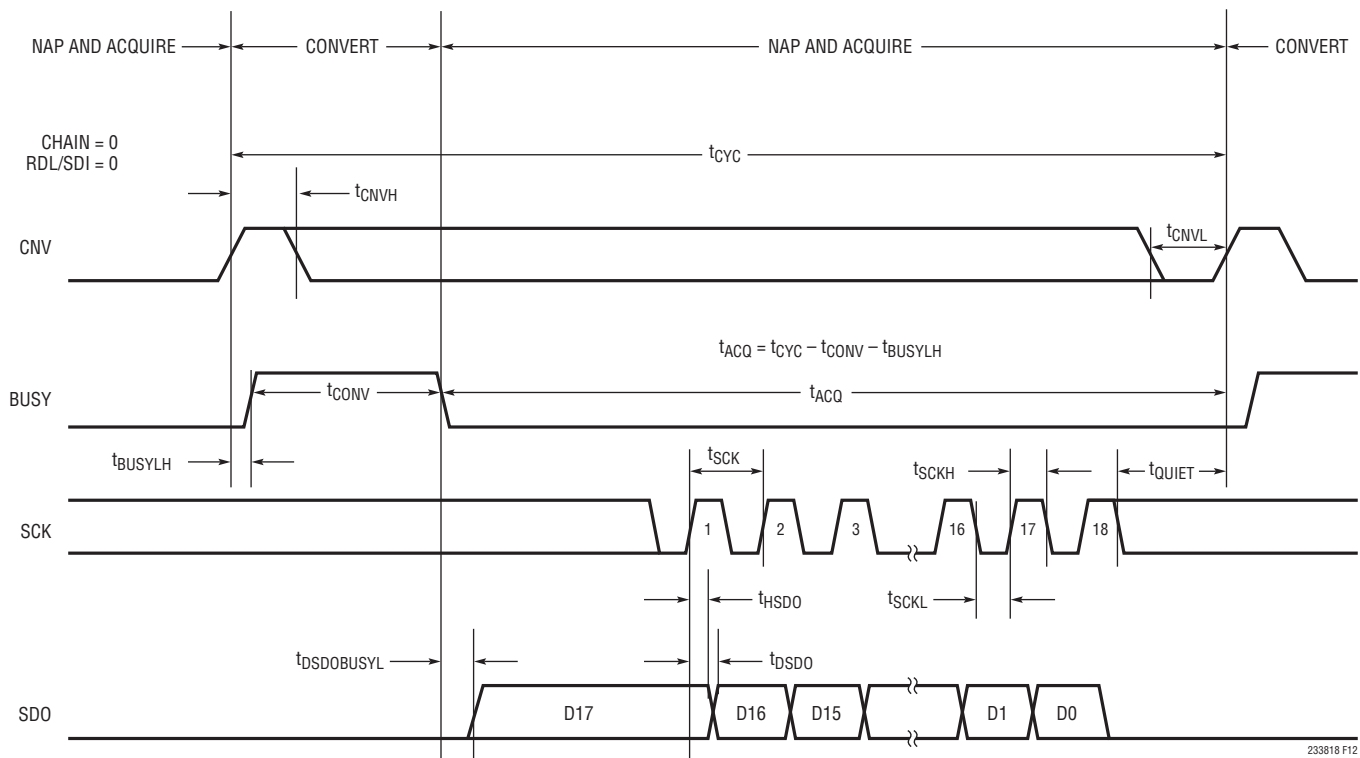 NAP AND ACQUIRE CONVERT NAP AND ACQUIRE CONVERT
CHAIN = 0
RDL/SDI = 0
tCYC
tCNVH
CNV
tCNVL
tACQ = tCYC – tCONV – tBUSYLH
BUSY
tCONV
tACQ
tBUSYLH
tSCK
tSCKH
tQUIET
SCK
1 2 3 16 17 18
tHSDO
tSCKL
tDSDOBUSYL
tDSDO
SDO
D17 D16 D15 D1 D0
233818 F12